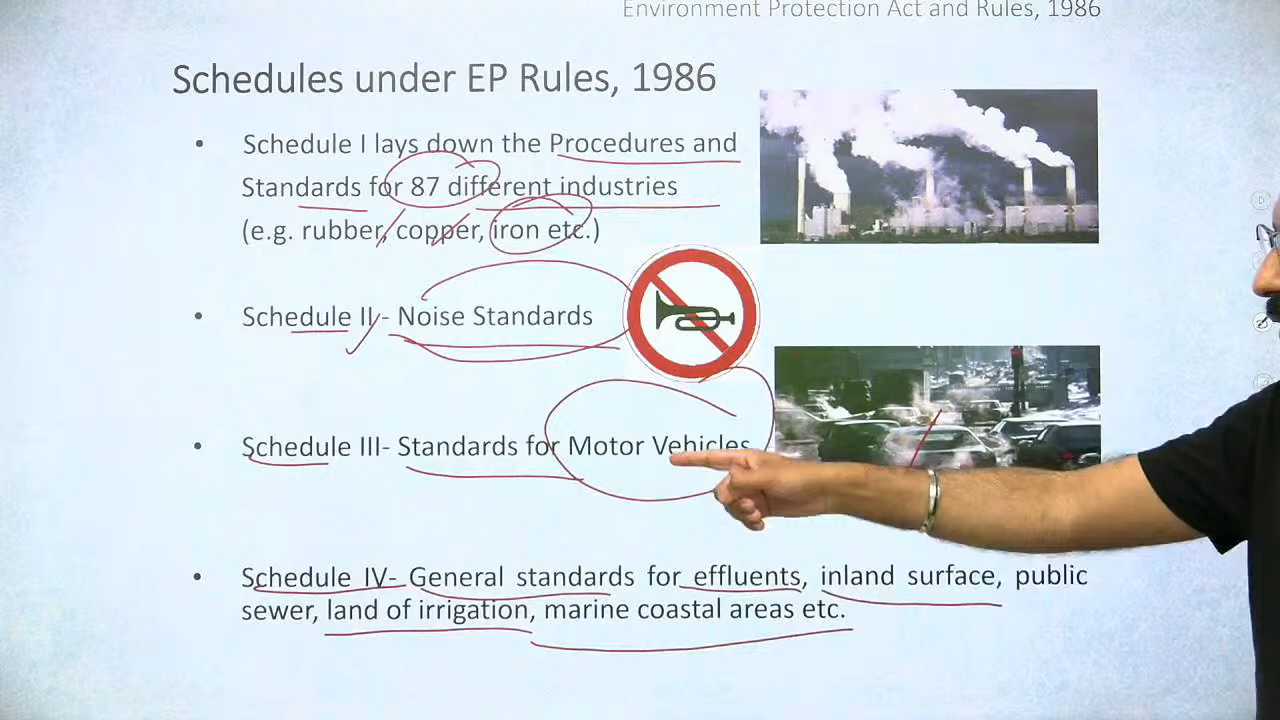 Environment Protection Act and Rules, 1986
Schedules under EP Rules, 1986
• Schedule I lays down the Procedures and
Standards for 87 different industries
(e.g. rubber, copper, iron etc.)
• Schedule II- Noise Standards
• Schedule III- Standards for Motor Vehicles
• Schedule IV- General standards for effluents, inland surface, public
sewer, land of irrigation, marine coastal areas etc.